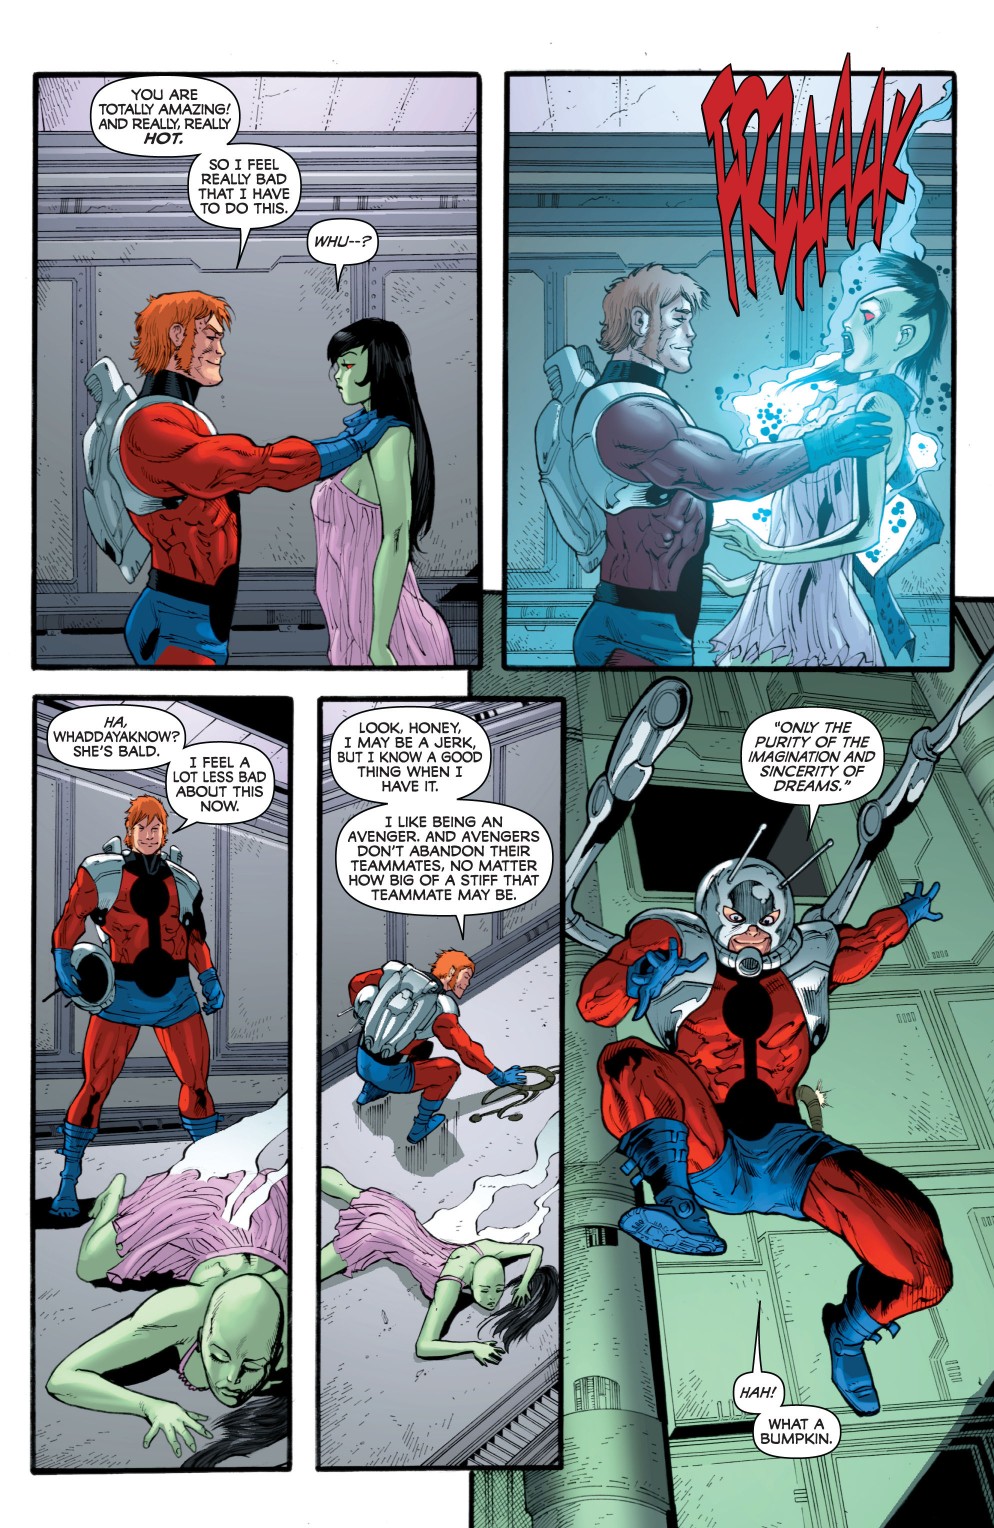 YOU ARE
TOTALLY AMAZING!
AND REALLY, REALLY
HOT.
SO I FEEL
REALLY BAD
THAT I HAVE
TO DO THIS.
WHU--?
FRZAAAAK
HA,
WHADDAYAKNOW?
SHE'S BALD.
I FEEL A
LOT LESS BAD
ABOUT THIS
NOW.
LOOK, HONEY,
I MAY BE A JERK,
BUT I KNOW A GOOD
THING WHEN I
HAVE IT.
I LIKE BEING AN
AVENGER. AND AVENGERS
DON'T ABANDON THEIR
TEAMMATES, NO MATTER
HOW BIG OF A STIFF THAT
TEAMMATE MAY BE.
"ONLY THE
PURITY OF THE
IMAGINATION AND
SINCERITY OF
DREAMS."
HAH!
WHAT A
BUMPKIN.